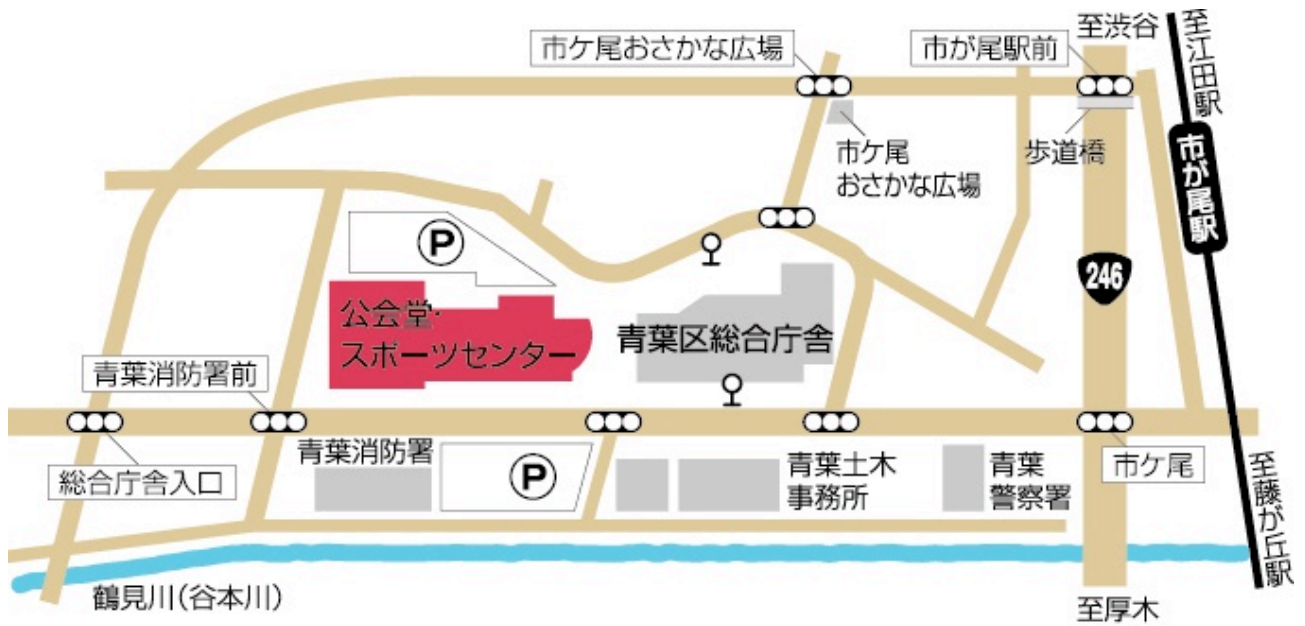 至渋谷
至江田駅
市ケ尾おさかな広場
市が尾駅前
市ケ尾
おさかな広場
歩道橋
市が尾駅
P
246
公会堂・
スポーツセンター
青葉区総合庁舎
青葉消防署前
青葉消防署
総合庁舎入口
P
青葉土木
事務所
青葉
警察署
市ケ尾
至藤が丘駅
鶴見川(谷本川)
至厚木